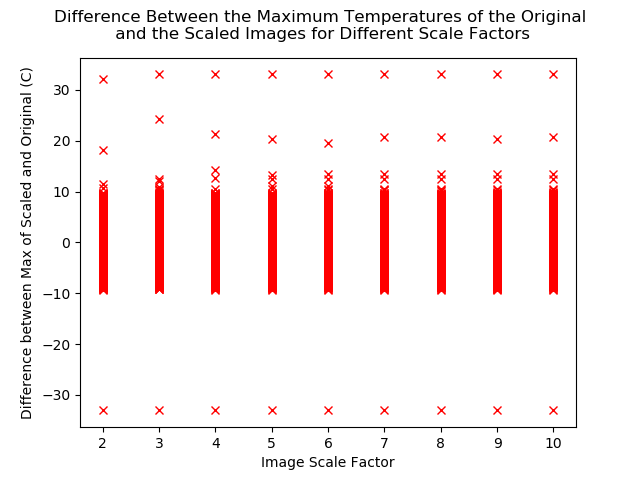 Difference Between the Maximum Temperatures of the Original
and the Scaled Images for Different Scale Factors
Difference between Max of Scaled and Original (C)
30
20
10
0
−10
−20
−30
2 3 4 5 6 7 8 9 10
Image Scale Factor